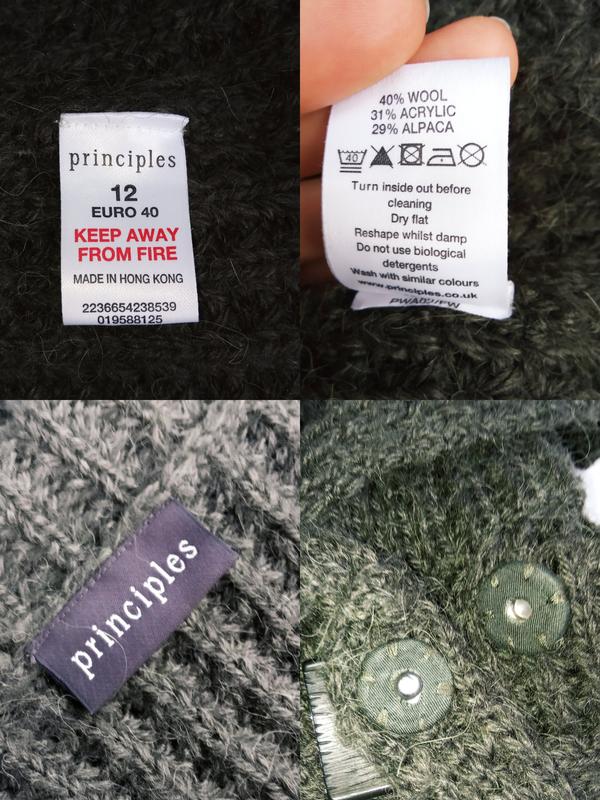 principles
12
EURO 40
KEEP AWAY
FROM FIRE
MADE IN HONG KONG
2236654238539
019588125
40% WOOL
31% ACRYLIC
29% ALPACA
40
Turn inside out before
cleaning
Dry flat
Reshape whilst damp
Do not use biological
detergents
Wash with similar colours
www.principles.co.uk
principles